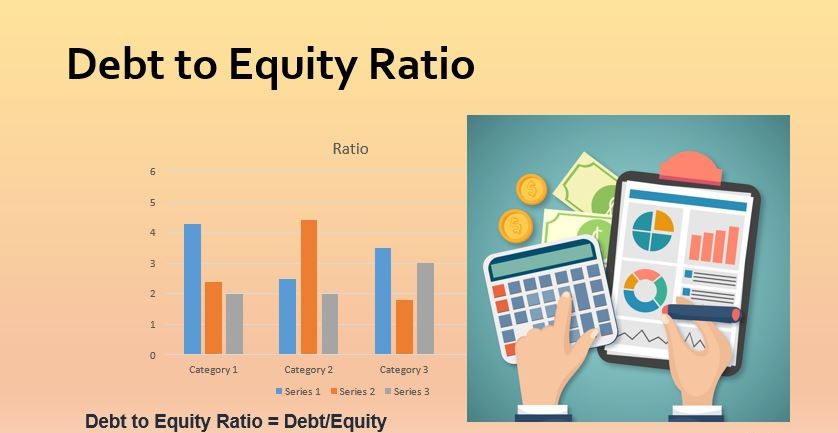 Debt to Equity Ratio
Ratio
6
5
4
3
2
1
0
Category 1 Category 2 Category 3
Series 1 Series 2 Series 3
Debt to Equity Ratio = Debt/Equity